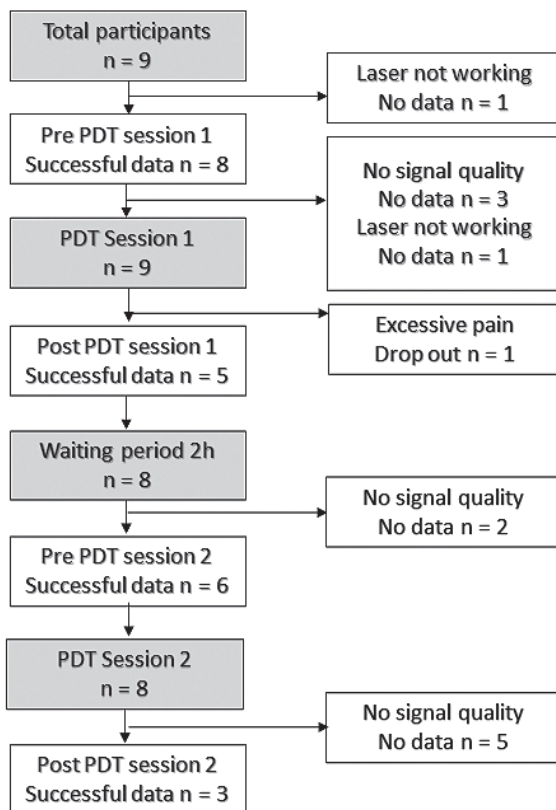 Total participants
n = 9
Laser not working
No data n = 1
Pre PDT session 1
Successful data n = 8
No signal quality
No data n = 3
Laser not working
No data n = 1
PDT Session 1
n = 9
Excessive pain
Drop out n = 1
Post PDT session 1
Successful data n = 5
Waiting period 2h
n = 8
No signal quality
No data n = 2
Pre PDT session 2
Successful data n = 6
PDT Session 2
n = 8
No signal quality
No data n = 5
Post PDT session 2
Successful data n = 3